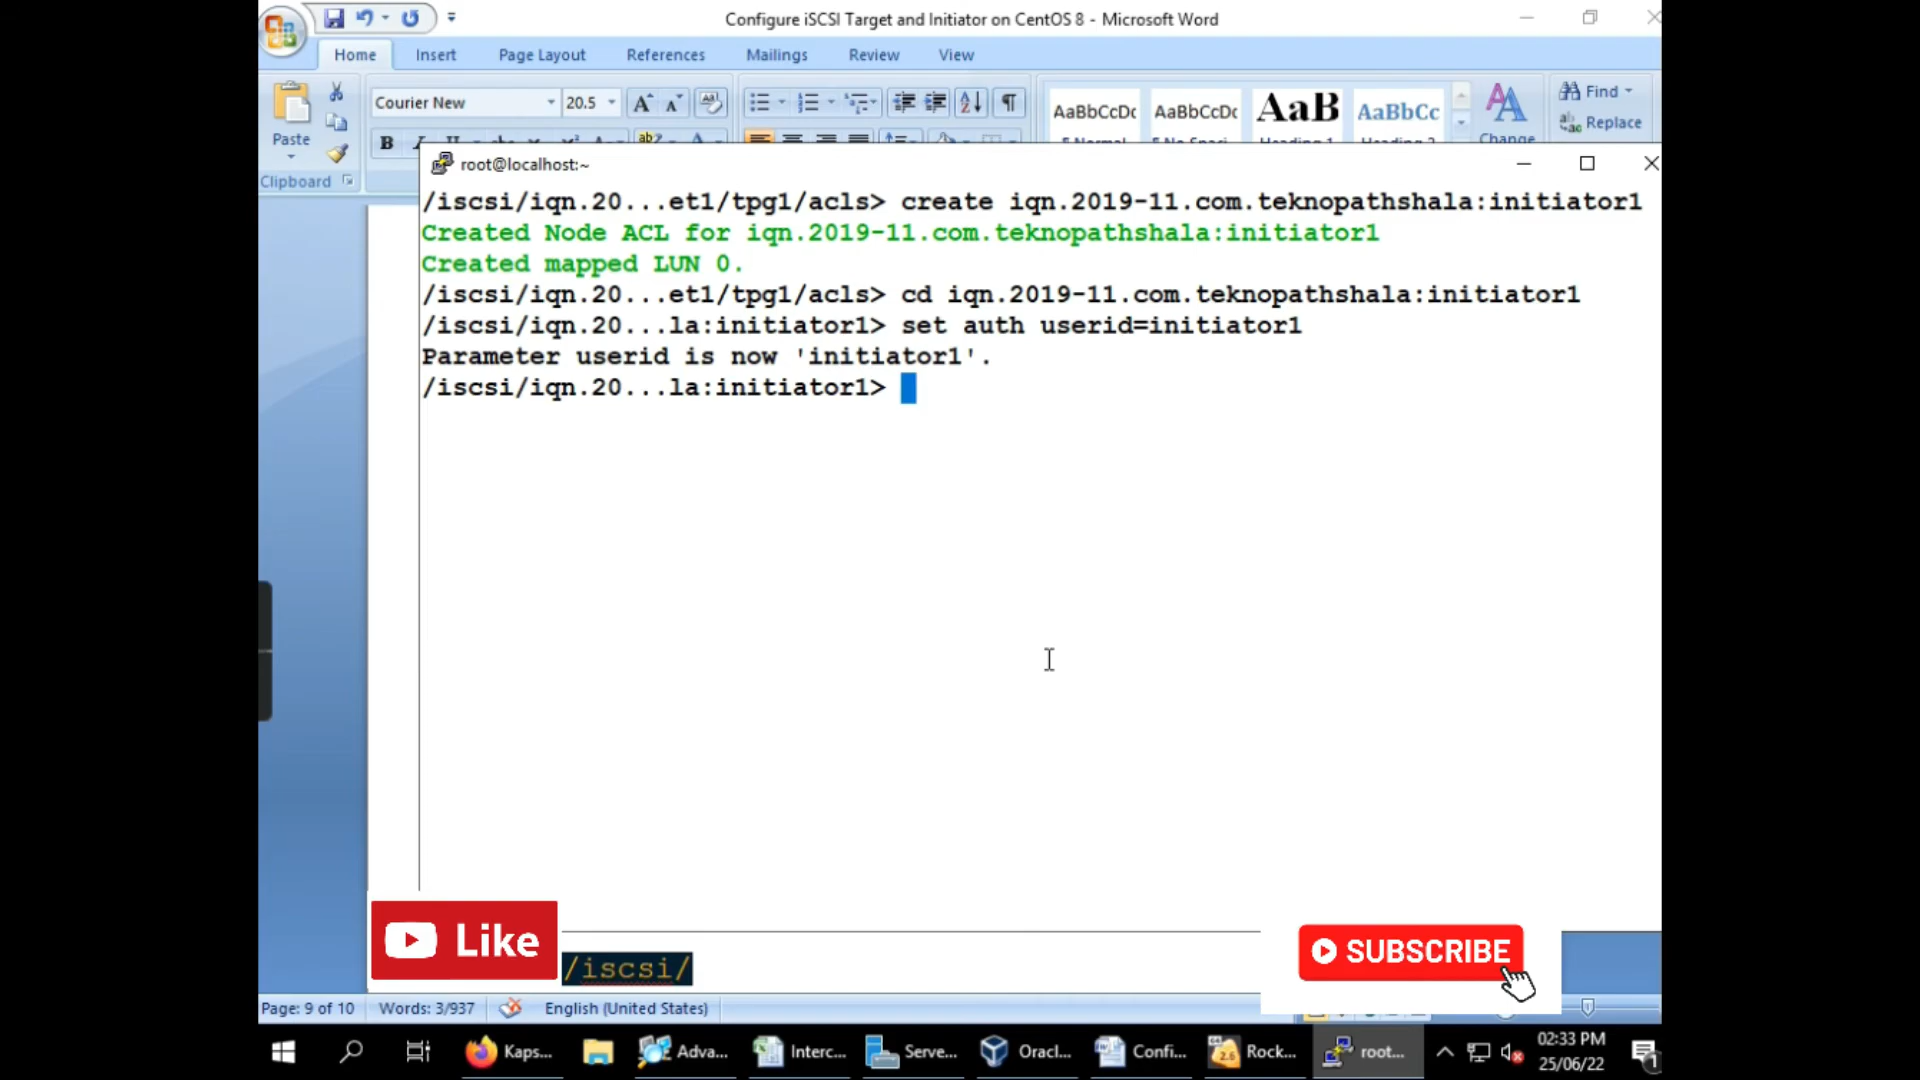 Configure iSCSI Target and Initiator on CentOS 8 - Microsoft Word
Home Insert Page Layout References Mailings Review View
Courier New 20.5
AaBbCcDc AaBbCcDc AaB AaBbCc
Find
Replace
Paste
Change
Clipboard
root@localhost:~
/iscsi/iqn.20...et1/tpg1/acls> create iqn.2019-11.com.teknopathshala:initiator1
Created Node ACL for iqn.2019-11.com.teknopathshala:initiator1
Created mapped LUN 0.
/iscsi/iqn.20...et1/tpg1/acls> cd iqn.2019-11.com.teknopathshala:initiator1
/iscsi/iqn.20...la:initiator1> set auth userid=initiator1
Parameter userid is now 'initiator1'.
/iscsi/iqn.20...la:initiator1>
Like
/iscsi/
SUBSCRIBE
Page: 9 of 10 Words: 3/937 English (United States)
Kaps... Adva... Interc... Serve... Oracl... Confi... Rock... root...
02:33 PM
25/06/22
1